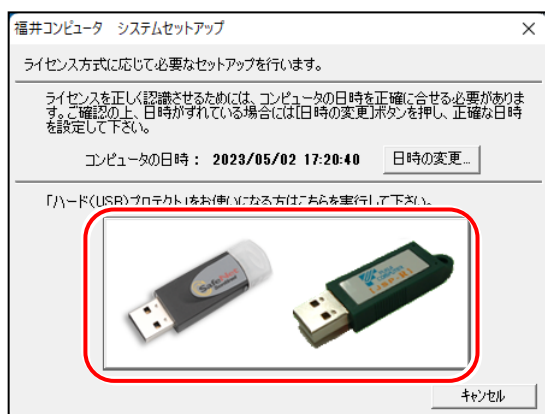 福井コンピュータ　システムセットアップ
ライセンス方式に応じて必要なセットアップを行います。
ライセンスを正しく認識させるためには、コンピュータの日時を正確に合せる必要がありま
す。ご確認の上、日時がずれている場合には[日時の変更]ボタンを押し、正確な日時
を設定して下さい。
コンピュータの日時： 2023/05/02 17:20:40 日時の変更...
「ハード(USB)プロテクト」をお使いになる方はこちらを実行して下さい。
SafeNet
COMPUTER
キャンセル